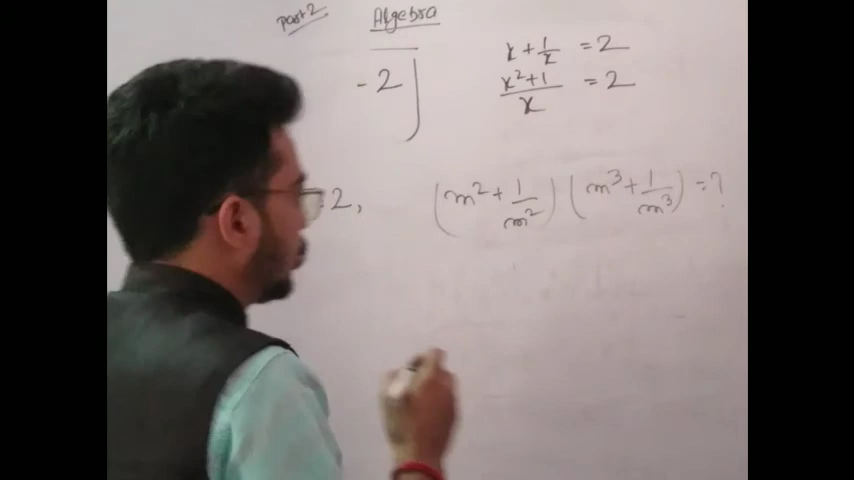 Part 2 Algebra
x + 1/x = 2
- 2]
x²+1/x = 2
= 2, (m² + 1/m²) (m³ + 1/m³) = ?